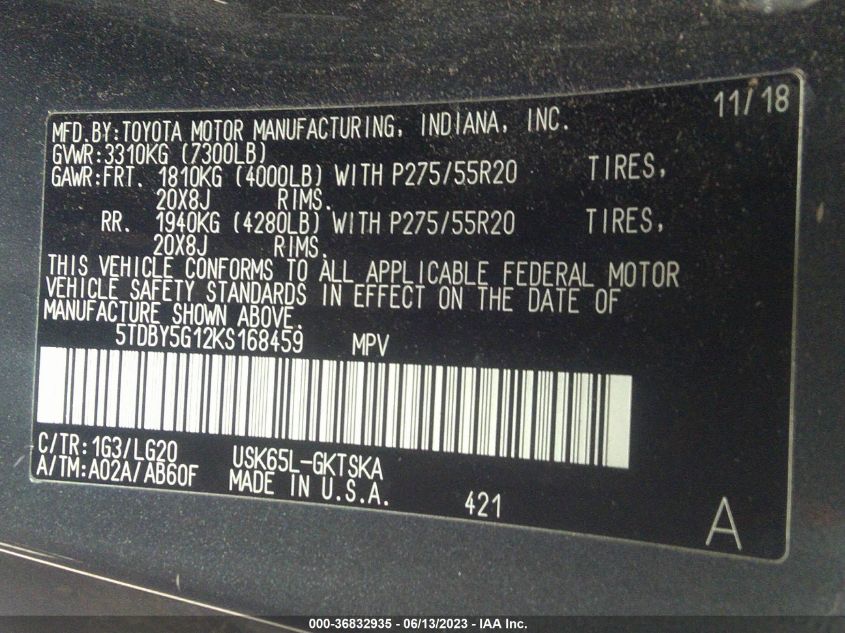 11/18
MFD.BY:TOYOTA MOTOR MANUFACTURING, INDIANA, INC.
GVWR:3310KG (7300LB)
GAWR:FRT. 1810KG (4000LB) WITH P275/55R20 TIRES,
20X8J RIMS.
RR. 1940KG (4280LB) WITH P275/55R20 TIRES,
20X8J RIMS.
THIS VEHICLE CONFORMS TO ALL APPLICABLE FEDERAL MOTOR
VEHICLE SAFETY STANDARDS IN EFFECT ON THE DATE OF
MANUFACTURE SHOWN ABOVE.
5TDBY5G12KS168459 MPV
C/TR:1G3/LG20 USK65L-GKTSKA
A/TM:A02A/AB60F MADE IN U.S.A. 421
A
000-36832935 - 06/13/2023 - IAA Inc.